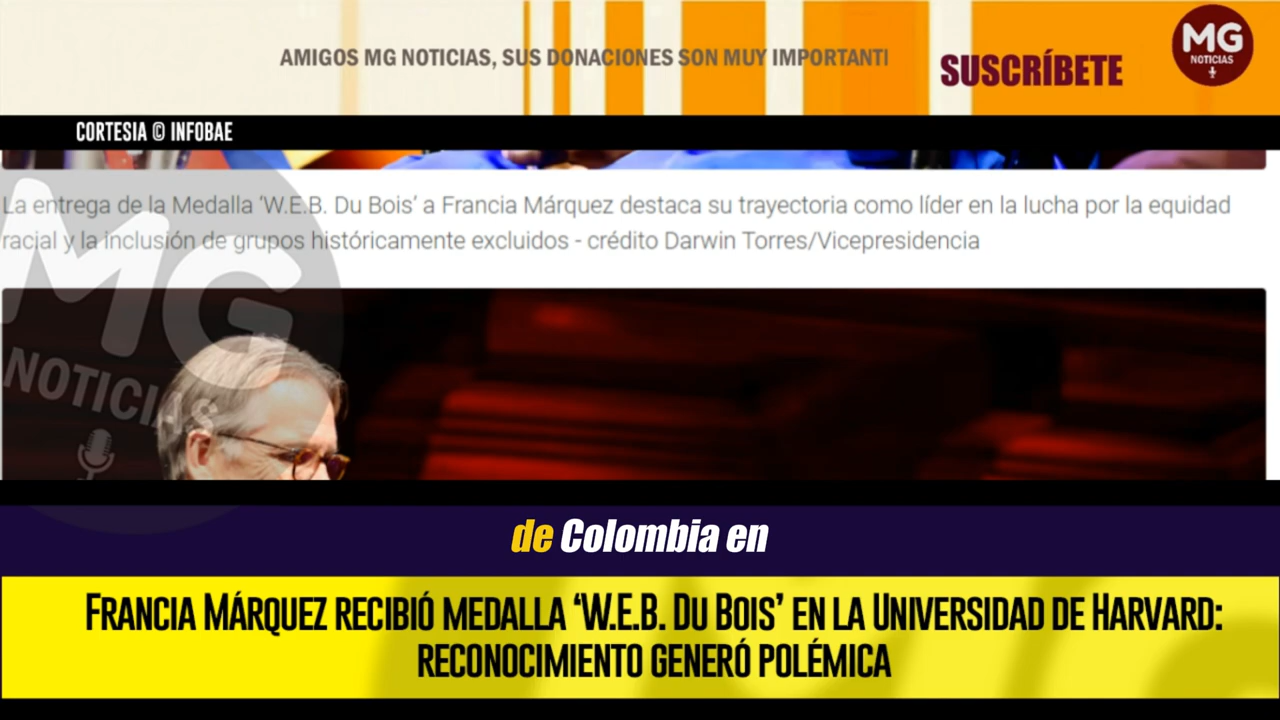 AMIGOS MG NOTICIAS, SUS DONACIONES SON MUY IMPORTANTI
SUSCRÍBETE
MG
NOTICIAS
CORTESIA © INFOBAE
La entrega de la Medalla ‘W.E.B. Du Bois’ a Francia Márquez destaca su trayectoria como líder en la lucha por la equidad
racial y la inclusión de grupos históricamente excluidos - crédito Darwin Torres/Vicepresidencia
MG
NOTICIAS
de Colombia en
FRANCIA MÁRQUEZ RECIBIÓ MEDALLA ‘W.E.B. DU BOIS’ EN LA UNIVERSIDAD DE HARVARD:
RECONOCIMIENTO GENERÓ POLÉMICA